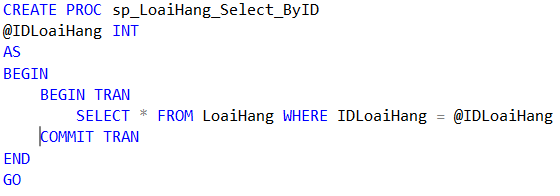 CREATE PROC sp_LoaiHang_Select_ByID
@IDLoaiHang INT
AS
BEGIN
    BEGIN TRAN
        SELECT * FROM LoaiHang WHERE IDLoaiHang = @IDLoaiHang
    COMMIT TRAN
END
GO